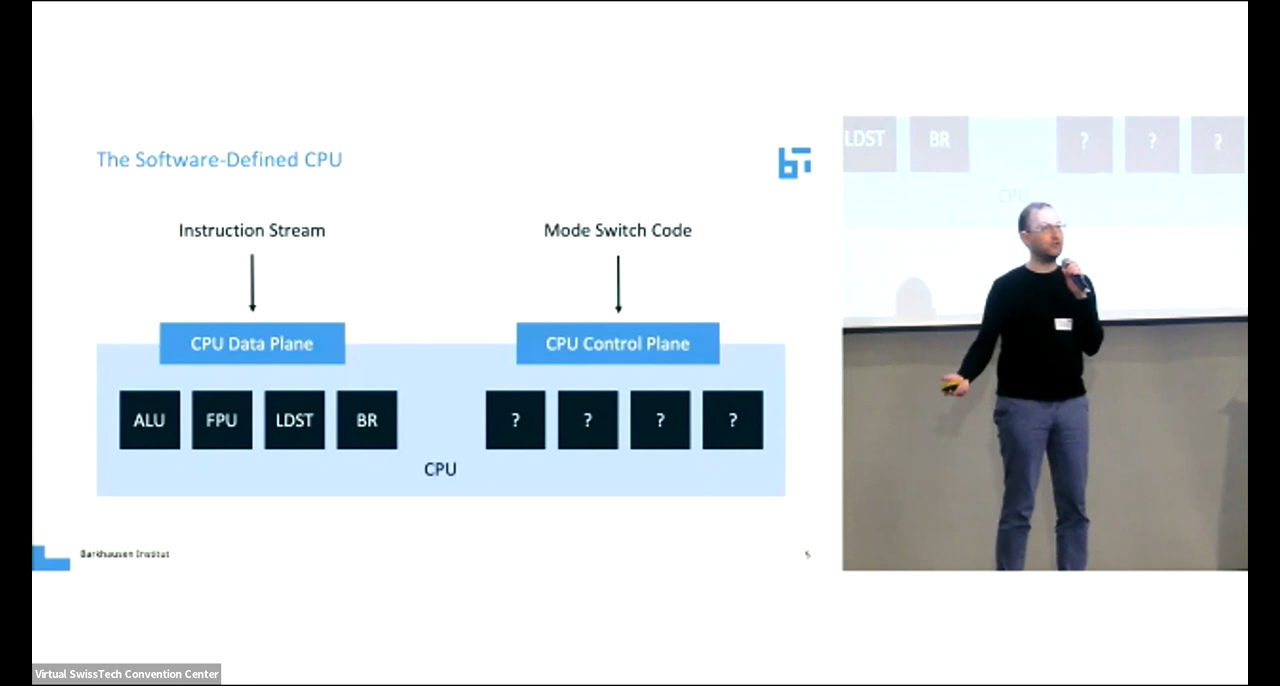 The Software-Defined CPU
Instruction Stream
Mode Switch Code
CPU Data Plane
CPU Control Plane
ALU
FPU
LDST
BR
?
?
?
?
CPU
Barkhausen Institut
5
LDST
BR
?
?
?
CPU
Virtual SwissTech Convention Center